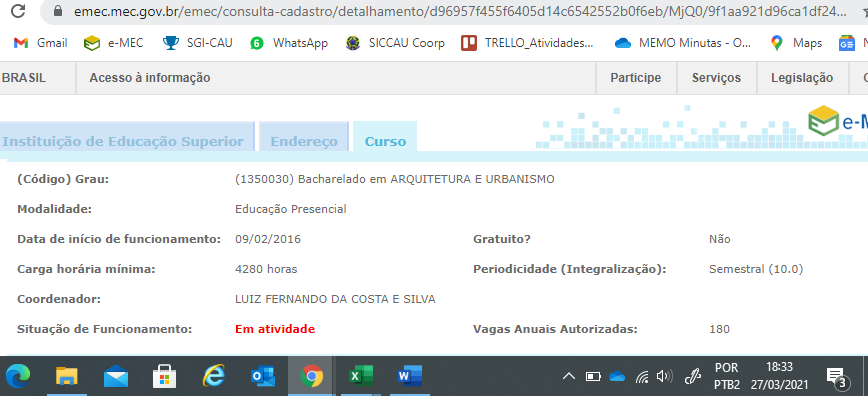 emec.mec.gov.br/emec/consulta-cadastro/detalhamento/d96957f455f6405d14c6542552b0f6eb/MjQ0/9f1aa921d96ca1df24...
Gmail e-MEC SGI-CAU WhatsApp SICCAU Coorp TRELLO_Atividades... MEMO Minutas - O... Maps
BRASIL Acesso à informação Participe Serviços Legislação
Instituição de Educação Superior Endereço Curso
(Código) Grau: (1350030) Bacharelado em ARQUITETURA E URBANISMO
Modalidade: Educação Presencial
Data de início de funcionamento: 09/02/2016 Gratuito? Não
Carga horária mínima: 4280 horas Periodicidade (Integralização): Semestral (10.0)
Coordenador: LUIZ FERNANDO DA COSTA E SILVA
Situação de Funcionamento: Em atividade Vagas Anuais Autorizadas: 180
POR 18:33
PTB2 27/03/2021 3